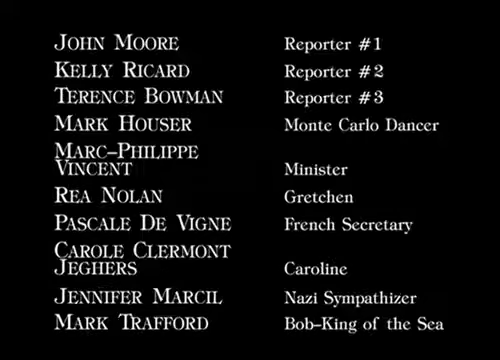 JOHN MOORE Reporter #1
KELLY RICARD Reporter #2
TERENCE BOWMAN Reporter #3
MARK HOUSER Monte Carlo Dancer
MARC–PHILIPPE
VINCENT Minister
REA NOLAN Gretchen
PASCALE DE VIGNE French Secretary
CAROLE CLERMONT
JEGHERS Caroline
JENNIFER MARCIL Nazi Sympathizer
MARK TRAFFORD Bob–King of the Sea